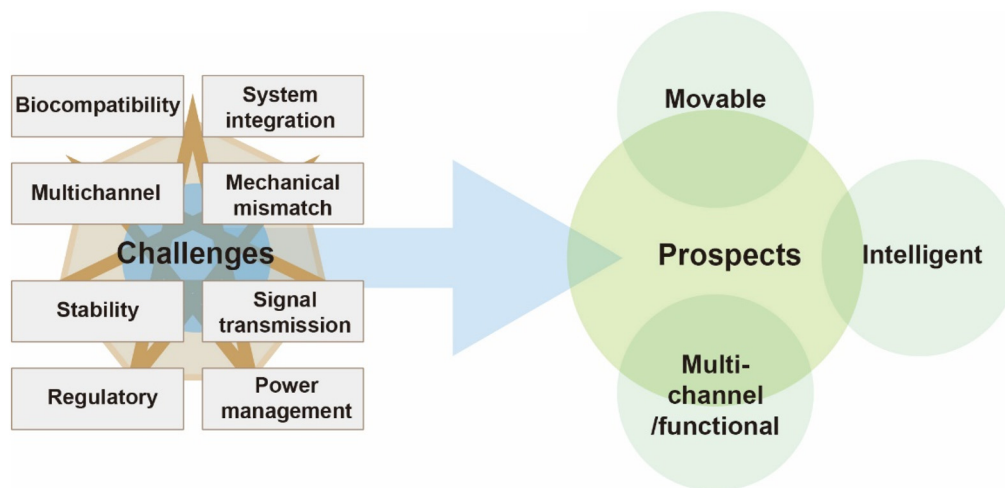 Biocompatibility
System
integration
Multichannel
Mechanical
mismatch
Challenges
Stability
Signal
transmission
Regulatory
Power
management
Movable
Prospects
Intelligent
Multi-
channel
/functional